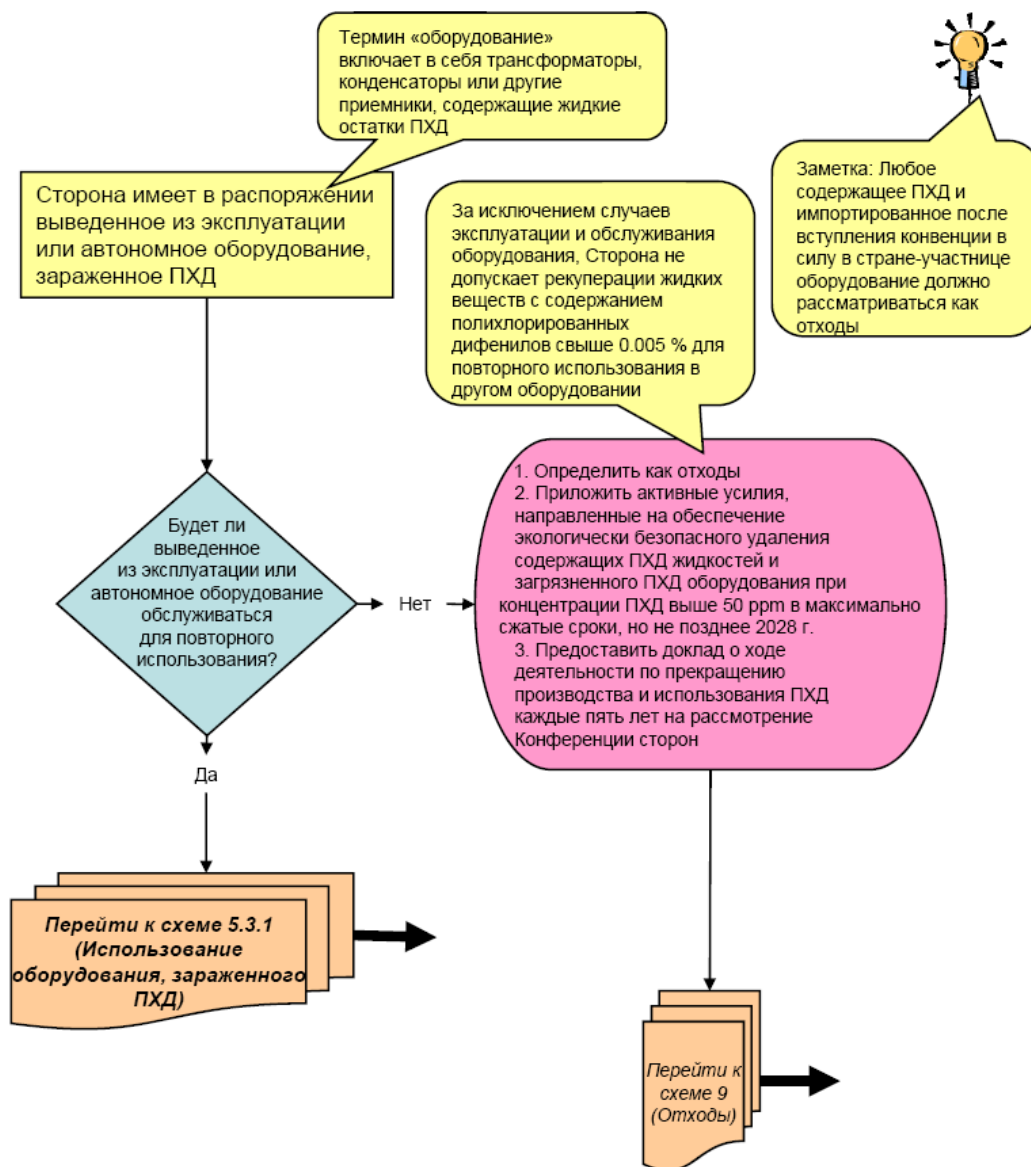 Термин «оборудование»
включает в себя трансформаторы,
конденсаторы или другие
приемники, содержащие жидкие
остатки ПХД
Заметка: Любое
содержащее ПХД и
импортированное после
вступления конвенции в
силу в стране-участнице
оборудование должно
рассматриваться как
отходы
Сторона имеет в распоряжении
выведенное из эксплуатации
или автономное оборудование,
зараженное ПХД
За исключением случаев
эксплуатации и обслуживания
оборудования, Сторона не
допускает рекуперации жидких
веществ с содержанием
полихлорированных
дифенилов свыше 0.005 % для
повторного использования в
другом оборудовании
Будет ли
выведенное
из эксплуатации или
автономное оборудование
обслуживаться
для повторного
использования?
Нет
1. Определить как отходы
2. Приложить активные усилия,
направленные на обеспечение
экологически безопасного удаления
содержащих ПХД жидкостей и
загрязненного ПХД оборудования при
концентрации ПХД выше 50 ppm в максимально
сжатые сроки, но не позднее 2028 г.
3. Предоставить доклад о ходе
деятельности по прекращению
производства и использования ПХД
каждые пять лет на рассмотрение
Конференции сторон
Да
Перейти к схеме 5.3.1
(Использование
оборудования, зараженного
ПХД)
Перейти к
схеме 9
(Отходы)